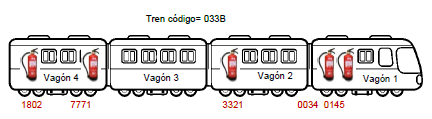 Tren código= 033B
Vagón 4 Vagón 3 Vagón 2 Vagón 1
1802 7771 3321 0034 0145